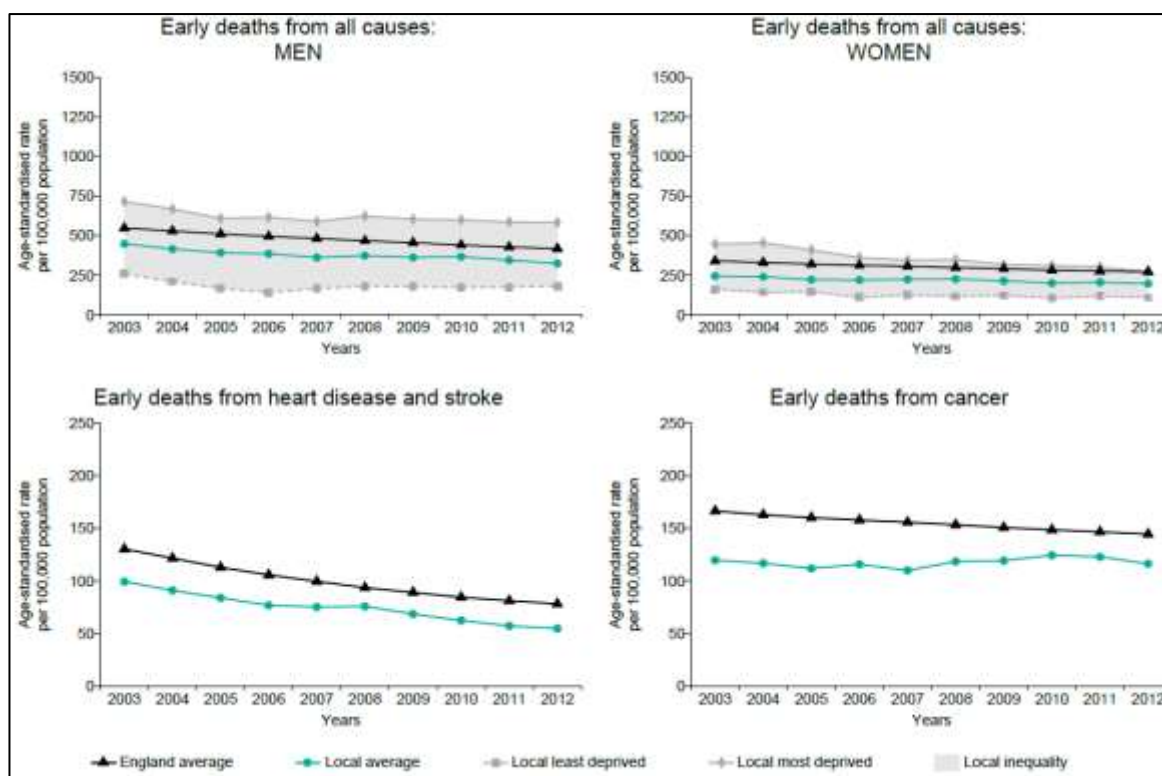 Early deaths from all causes:
MEN
Age-standardised rate
per 100,000 population
1500
1250
1000
750
500
250
0
2003 2004 2005 2006 2007 2008 2009 2010 2011 2012
Years
Early deaths from all causes:
WOMEN
Age-standardised rate
per 100,000 population
1500
1250
1000
750
500
250
0
2003 2004 2005 2006 2007 2008 2009 2010 2011 2012
Years
Early deaths from heart disease and stroke
Age-standardised rate
per 100,000 population
250
200
150
100
50
0
2003 2004 2005 2006 2007 2008 2009 2010 2011 2012
Years
Early deaths from cancer
Age-standardised rate
per 100,000 population
250
200
150
100
50
0
2003 2004 2005 2006 2007 2008 2009 2010 2011 2012
Years
England average Local average Local least deprived Local most deprived Local inequality